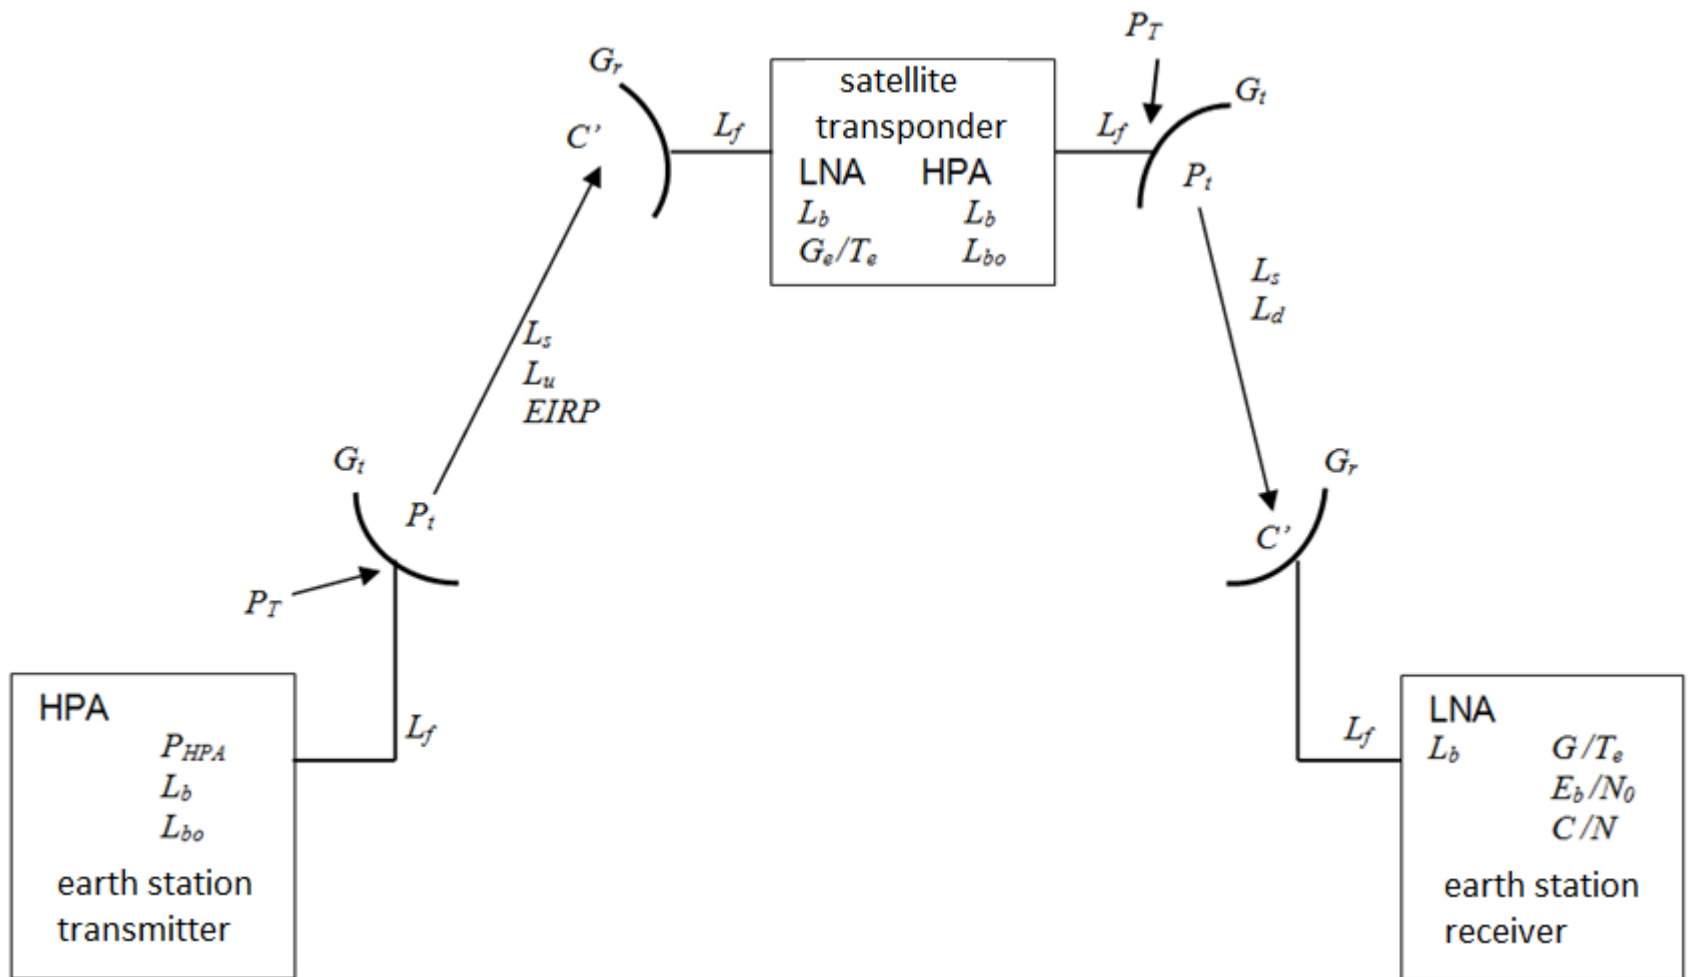 P_T
G_r
satellite
transponder
G_t
C'
L_f
L_f
LNA HPA
P_t
L_b L_b
G_e/T_e L_bo
L_s
L_d
L_s
L_u
EIRP
G_t
G_r
P_t
C'
P_T
HPA
LNA
L_f
L_f
P_HPA
L_b G/T_e
L_b
E_b/N_0
L_bo
C/N
earth station
transmitter
earth station
receiver